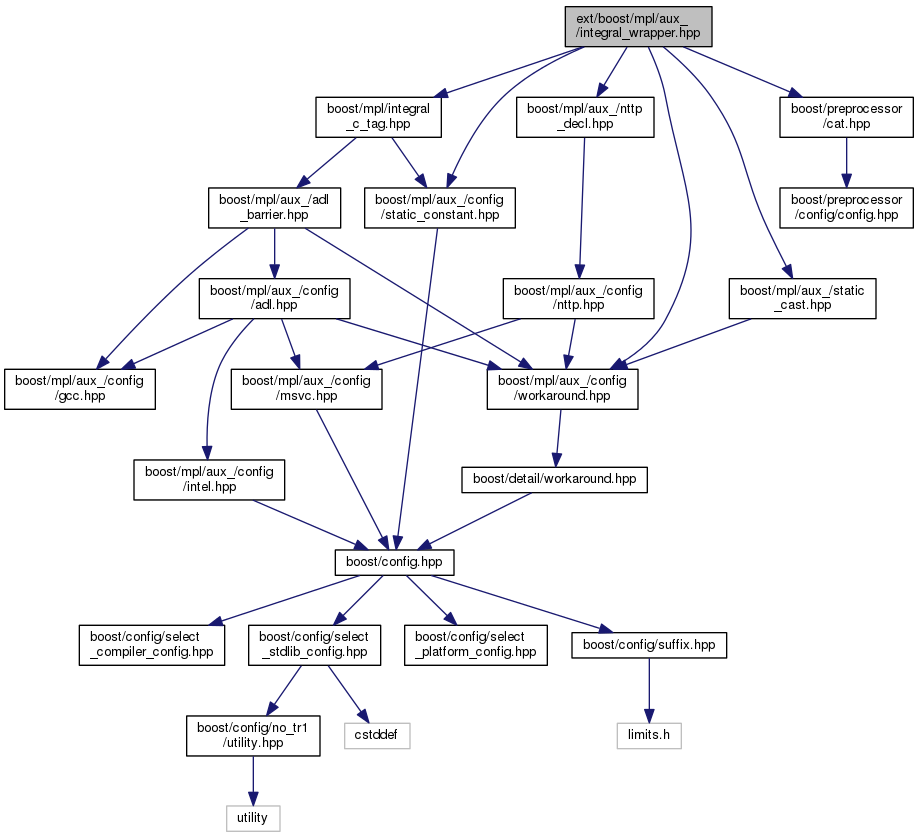 ext/boost/mpl/aux_
/integral_wrapper.hpp
boost/mpl/integral
_c_tag.hpp
boost/mpl/aux_/nttp
_decl.hpp
boost/preprocessor
/cat.hpp
boost/mpl/aux_/adl
_barrier.hpp
boost/mpl/aux_/config
/static_constant.hpp
boost/preprocessor
/config/config.hpp
boost/mpl/aux_/config
/adl.hpp
boost/mpl/aux_/config
/nttp.hpp
boost/mpl/aux_/static
_cast.hpp
boost/mpl/aux_/config
/gcc.hpp
boost/mpl/aux_/config
/msvc.hpp
boost/mpl/aux_/config
/workaround.hpp
boost/mpl/aux_/config
/intel.hpp
boost/detail/workaround.hpp
boost/config.hpp
boost/config/select
_compiler_config.hpp
boost/config/select
_stdlib_config.hpp
boost/config/select
_platform_config.hpp
boost/config/suffix.hpp
boost/config/no_tr1
/utility.hpp
cstddef
limits.h
utility